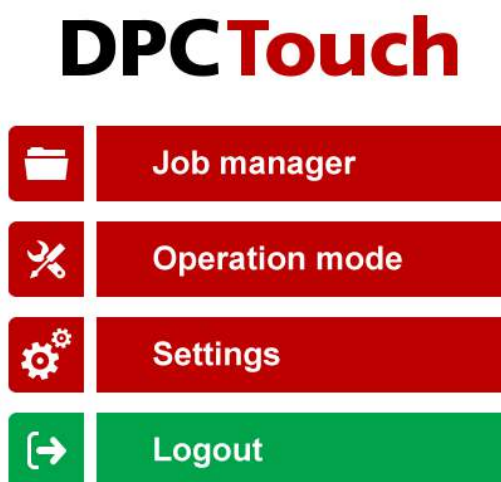 DPCTouch
Job manager
Operation mode
Settings
Logout